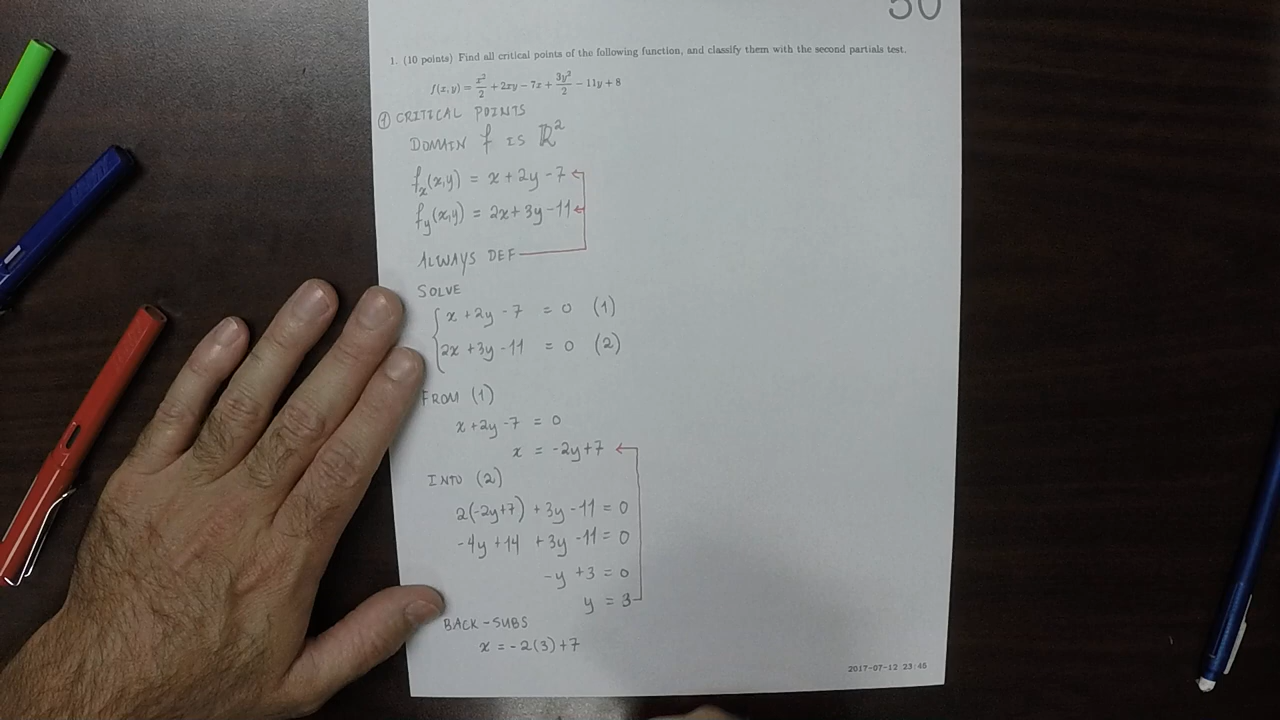 50
1. (10 points) Find all critical points of the following function, and classify them with the second partials test.
f(x, y) = x²/2 + 2xy − 7x + 3y²/2 − 11y + 8
① CRITICAL POINTS
DOMAIN f IS ℝ²
fₓ(x,y) = x + 2y - 7
f_y(x,y) = 2x + 3y - 11
ALWAYS DEF
SOLVE
{ x + 2y - 7 = 0 (1)
2x + 3y - 11 = 0 (2)
FROM (1)
x + 2y - 7 = 0
x = -2y + 7
INTO (2)
2(-2y+7) + 3y - 11 = 0
-4y + 14 + 3y - 11 = 0
-y + 3 = 0
y = 3
BACK-SUBS
x = -2(3) + 7
2017-07-12 23:45